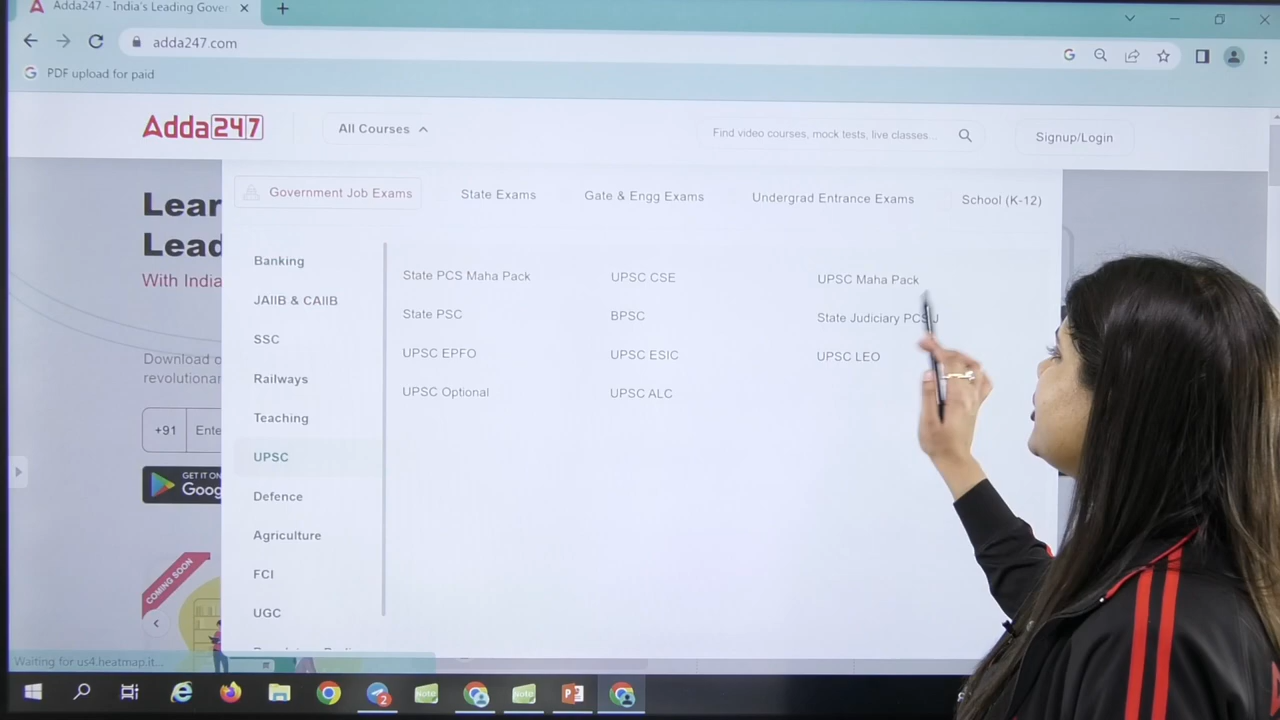 Adda247 - India's Leading Gover
adda247.com
PDF upload for paid
Adda247
All Courses
Find video courses, mock tests, live classes...
Signup/Login
Government Job Exams
State Exams
Gate & Engg Exams
Undergrad Entrance Exams
School (K-12)
Lear
Lead
With India
Download o
revolutionar
+91
Ente
GET IT ON
Goog
COMING SOON
Banking
JAIIB & CAIIB
SSC
Railways
Teaching
UPSC
Defence
Agriculture
FCI
UGC
State PCS Maha Pack
UPSC CSE
UPSC Maha Pack
State PSC
BPSC
State Judiciary PCS J
UPSC EPFO
UPSC ESIC
UPSC LEO
UPSC Optional
UPSC ALC
Waiting for us4.heatmap.it...
2
Note
Note